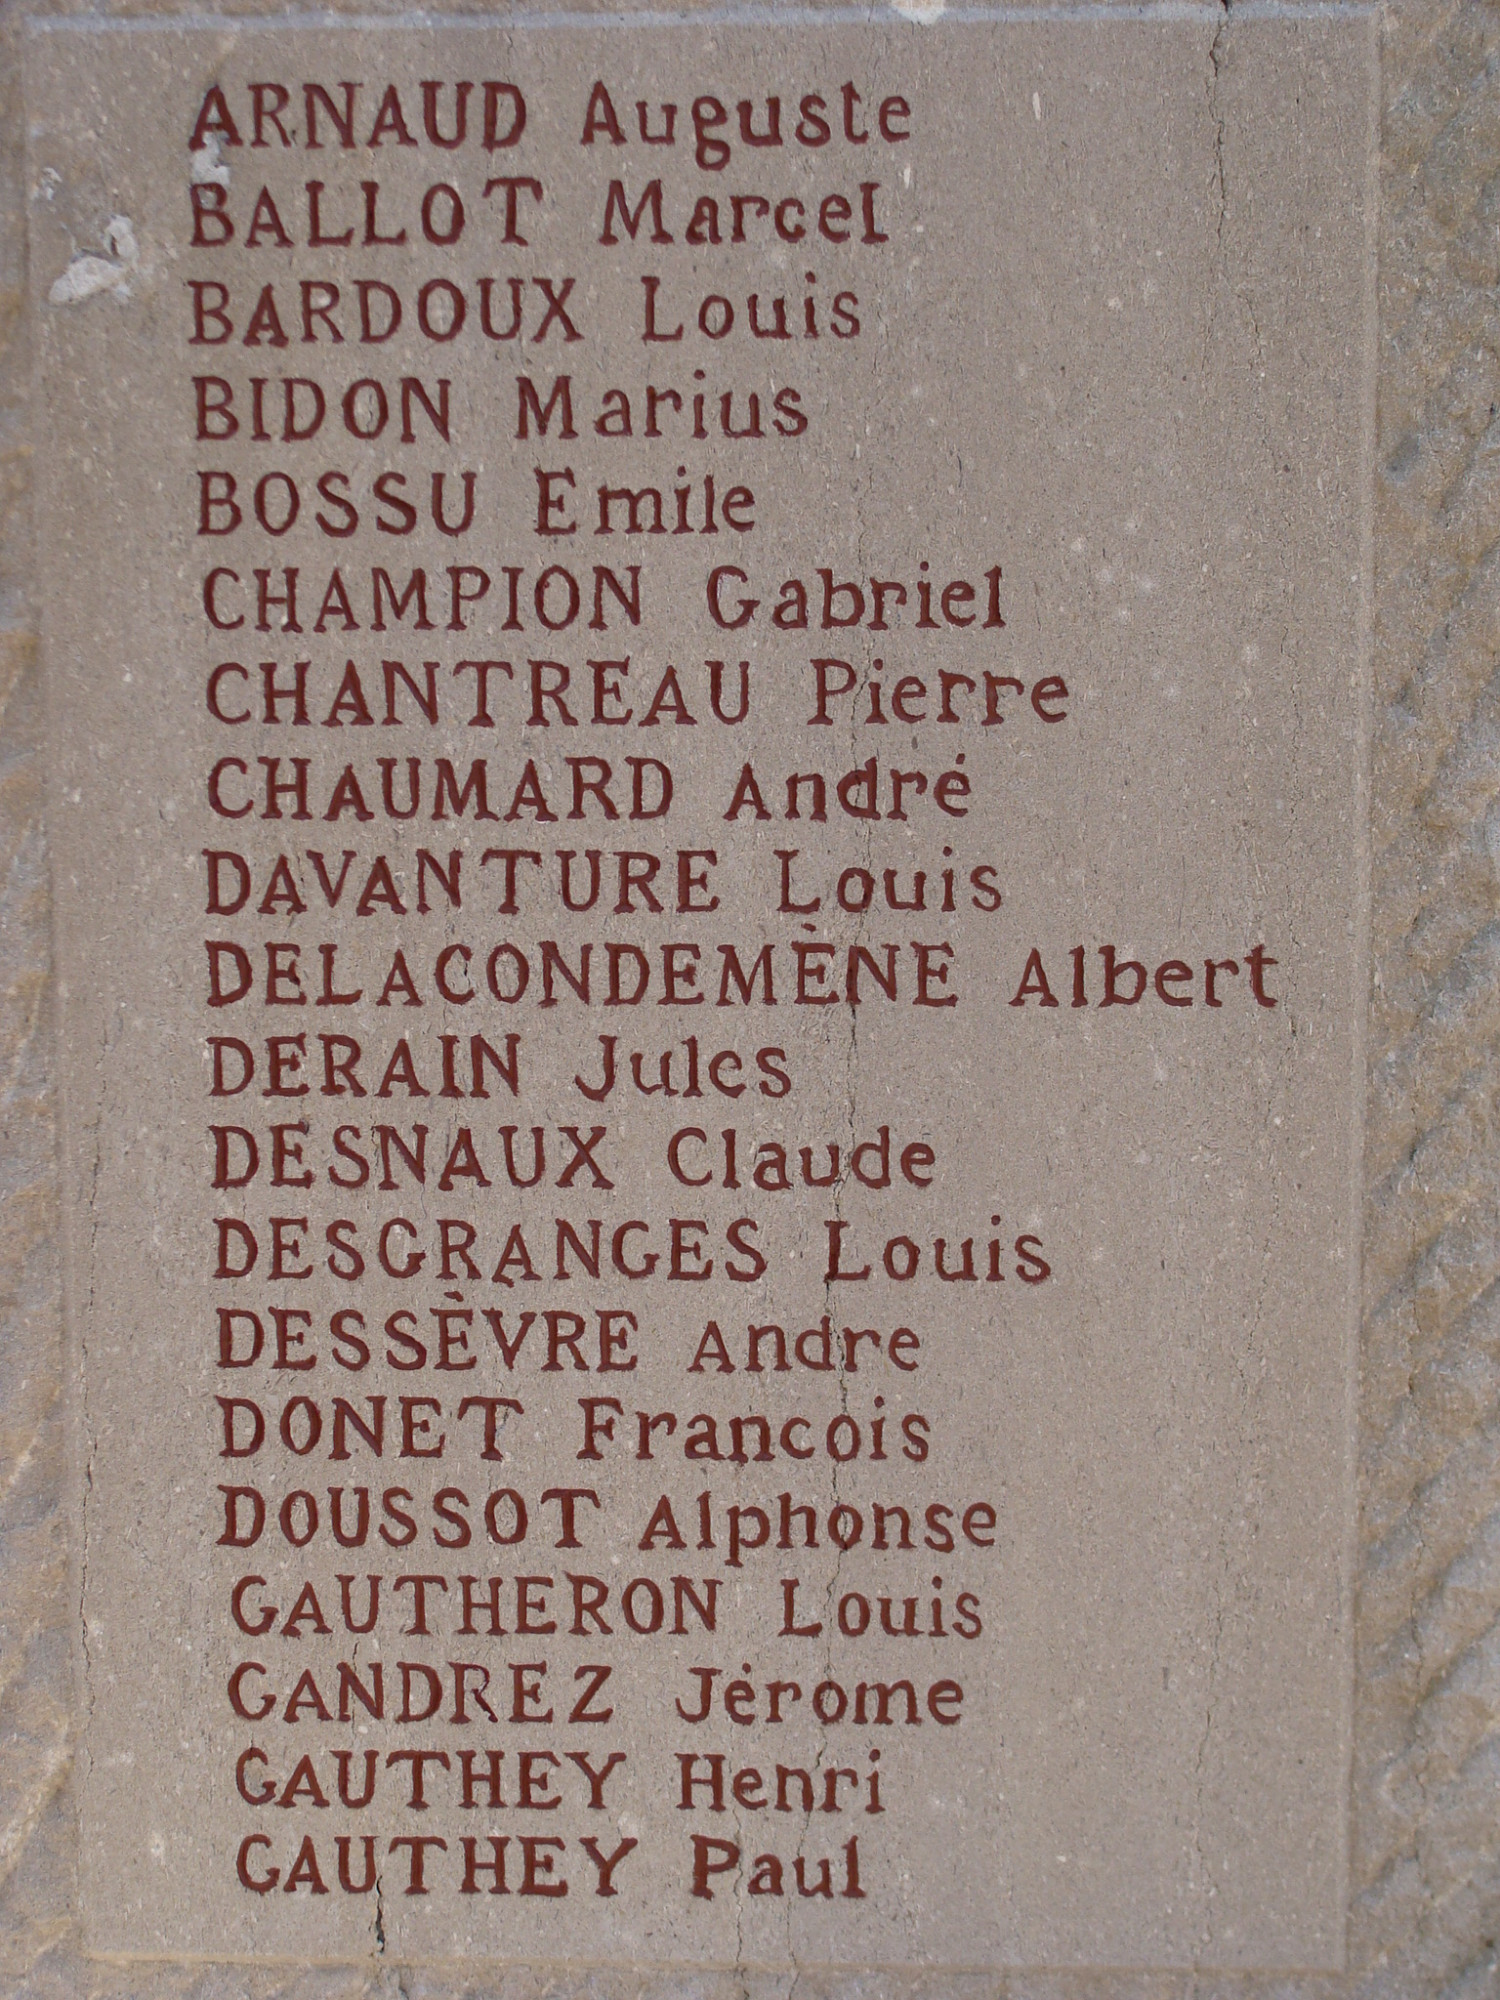 ARNAUD Auguste
BALLOT Marcel
BARDOUX Louis
BIDON Marius
BOSSU Emile
CHAMPION Gabriel
CHANTREAU Pierre
CHAUMARD André
DAVANTURE Louis
DELACONDEMÈNE Albert
DERAIN Jules
DESNAUX Claude
DESGRANGES Louis
DESSÈVRE Andre
DONET Francois
DOUSSOT Alphonse
GAUTHERON Louis
GANDREZ Jérome
GAUTHEY Henri
GAUTHEY Paul